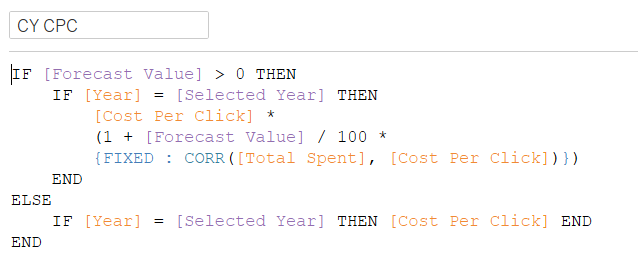 CY CPC
IF [Forecast Value] > 0 THEN
    IF [Year] = [Selected Year] THEN
        [Cost Per Click] *
        (1 + [Forecast Value] / 100 *
        {FIXED : CORR([Total Spent], [Cost Per Click])})
    END
ELSE
    IF [Year] = [Selected Year] THEN [Cost Per Click] END
END